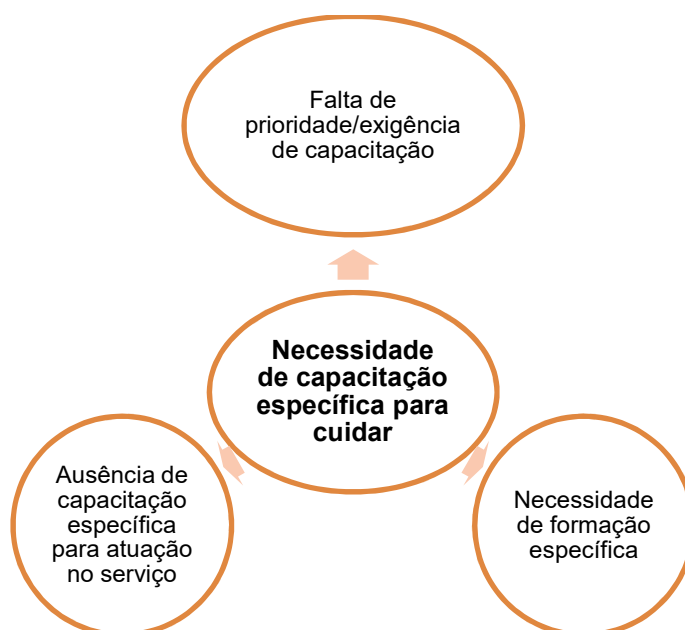 Falta de
prioridade/exigência
de capacitação
Necessidade
de capacitação
específica para
cuidar
Ausência de
capacitação
específica
para atuação
no serviço
Necessidade
de formação
específica